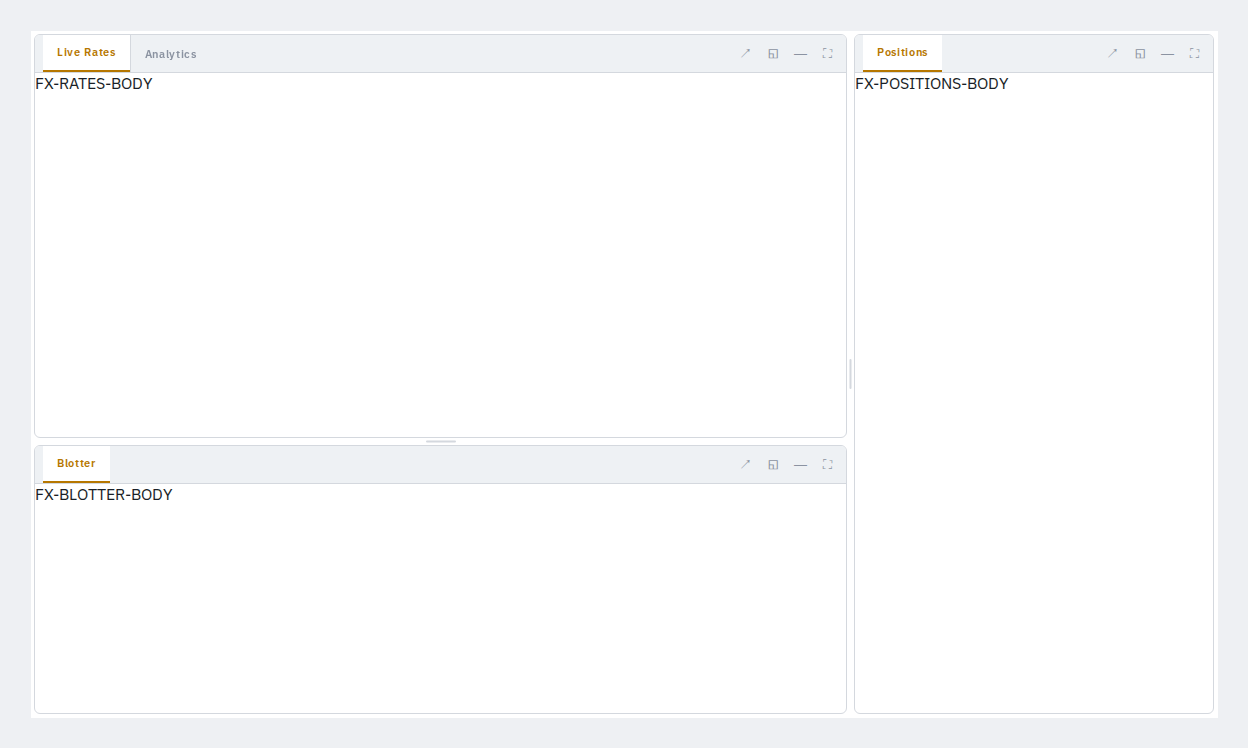 Live Rates
Analytics
FX-RATES-BODY
Blotter
FX-BLOTTER-BODY
Positions
FX-POSITIONS-BODY